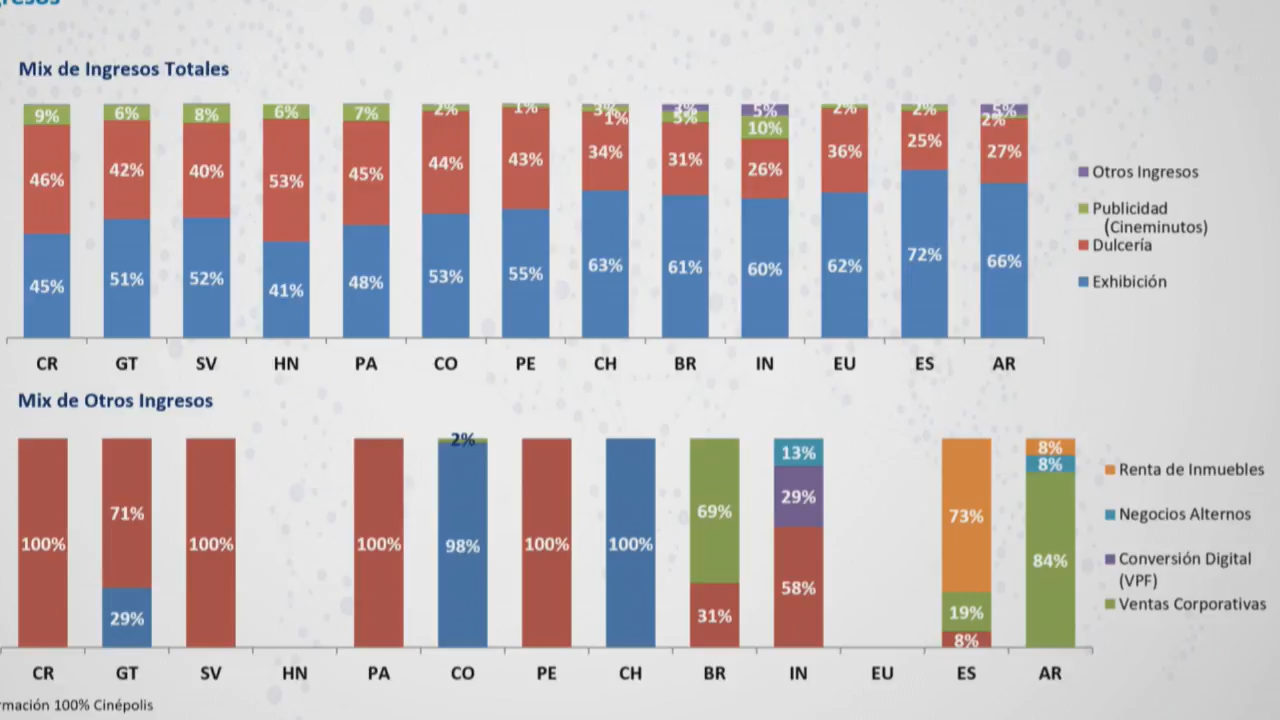 Mix de Ingresos Totales
9% 6% 8% 6% 7% 2% 1% 3% 3% 5% 2% 2% 5%
1% 5% 10% 2%
46% 42% 40% 53% 45% 44% 43% 34% 31% 26% 36% 25% 27%
45% 51% 52% 41% 48% 53% 55% 63% 61% 60% 62% 72% 66%
CR GT SV HN PA CO PE CH BR IN EU ES AR
Otros Ingresos
Publicidad
(Cineminutos)
Dulcería
Exhibición
Mix de Otros Ingresos
2% 13% 8%
8%
71% 69% 29% 73%
100% 100% 100% 98% 100% 100% 84%
29% 31% 58% 19%
8%
CR GT SV HN PA CO PE CH BR IN EU ES AR
Renta de Inmuebles
Negocios Alternos
Conversión Digital
(VPF)
Ventas Corporativas
rmación 100% Cinépolis